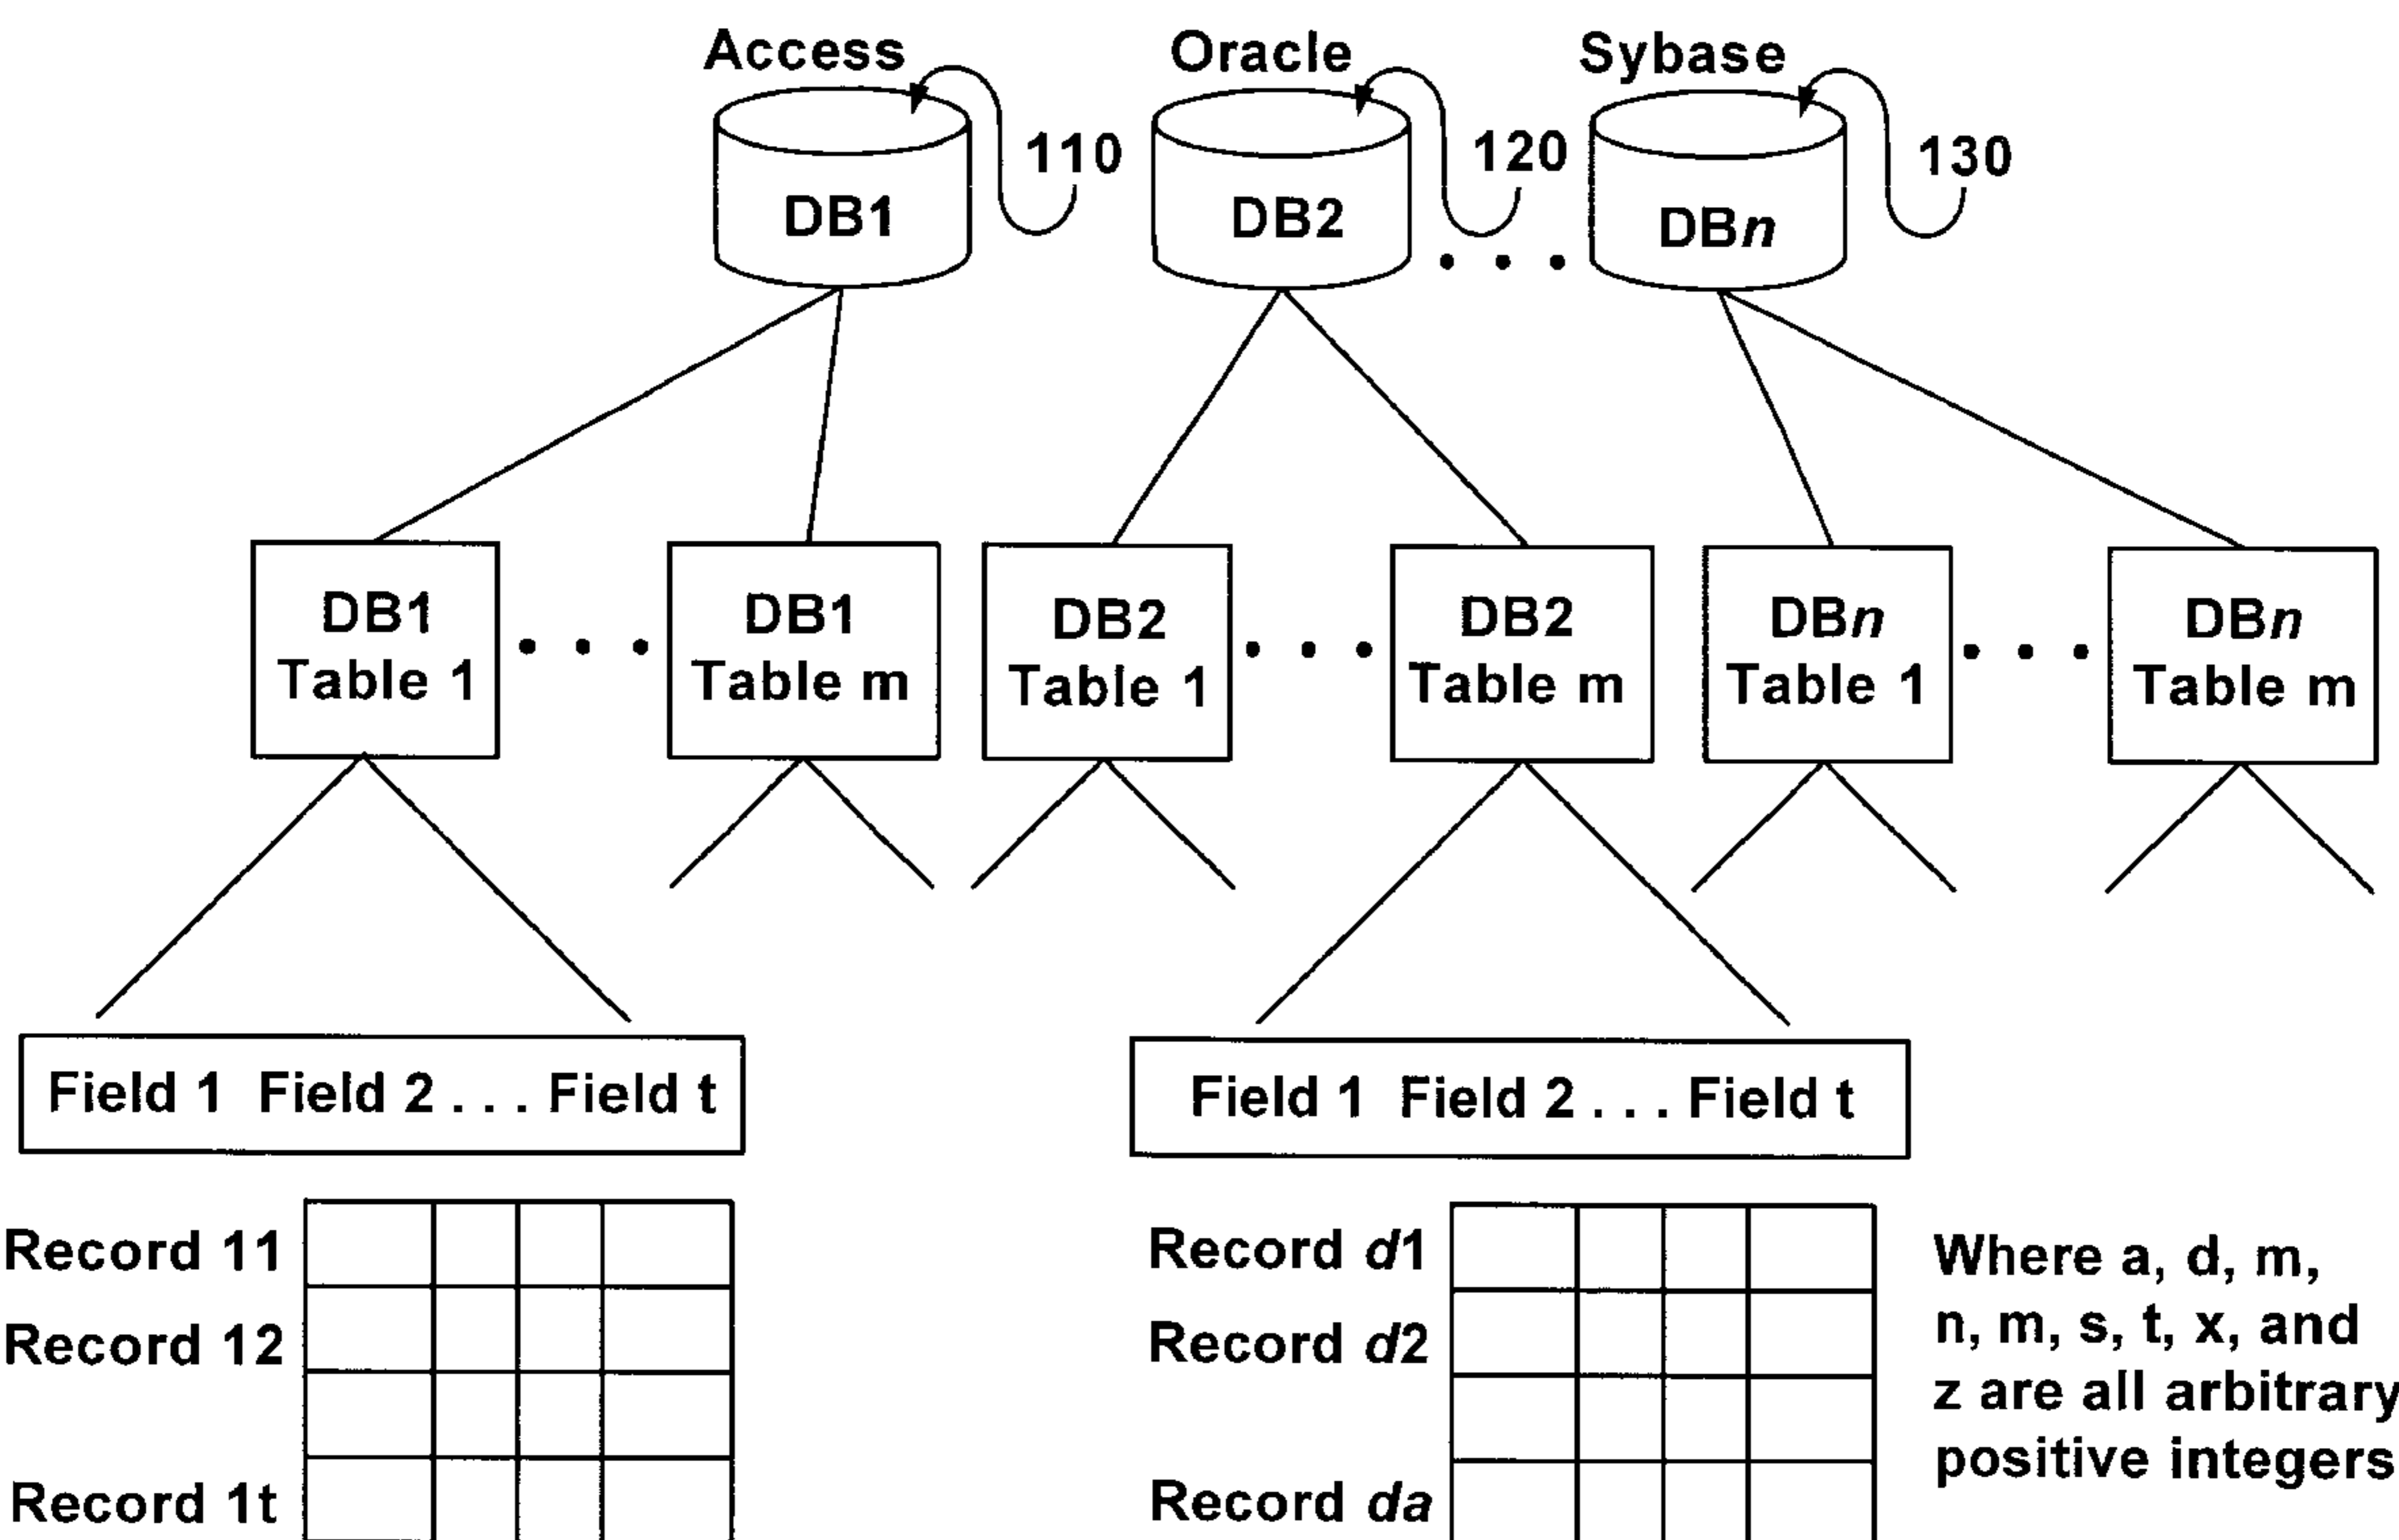 Access
Oracle
Sybase
110
120
130
DB1
DB2
. . .
DBn
DB1
Table 1
. . .
DB1
Table m
DB2
Table 1
. . .
DB2
Table m
DBn
Table 1
. . .
DBn
Table m
Field 1 Field 2 . . . Field t
Field 1 Field 2 . . . Field t
Record 11
Record 12
Record 1t
Record d1
Record d2
Record da
Where a, d, m,
n, m, s, t, x, and
z are all arbitrary
positive integers